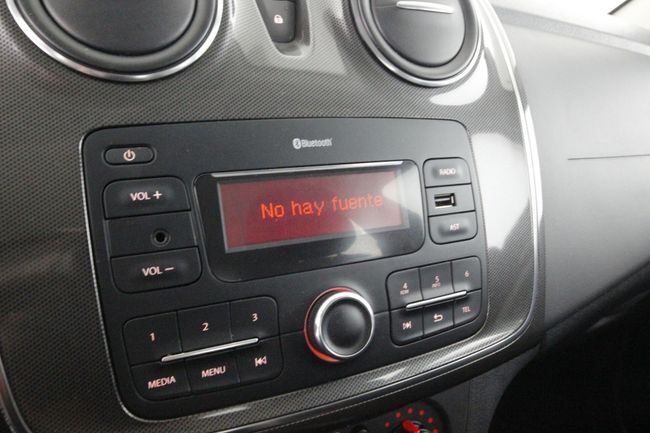 Bluetooth
VOL +
RADIO
No hay fuente
AST
VOL −
4
5
6
1
2
3
TEL
MEDIA
MENU